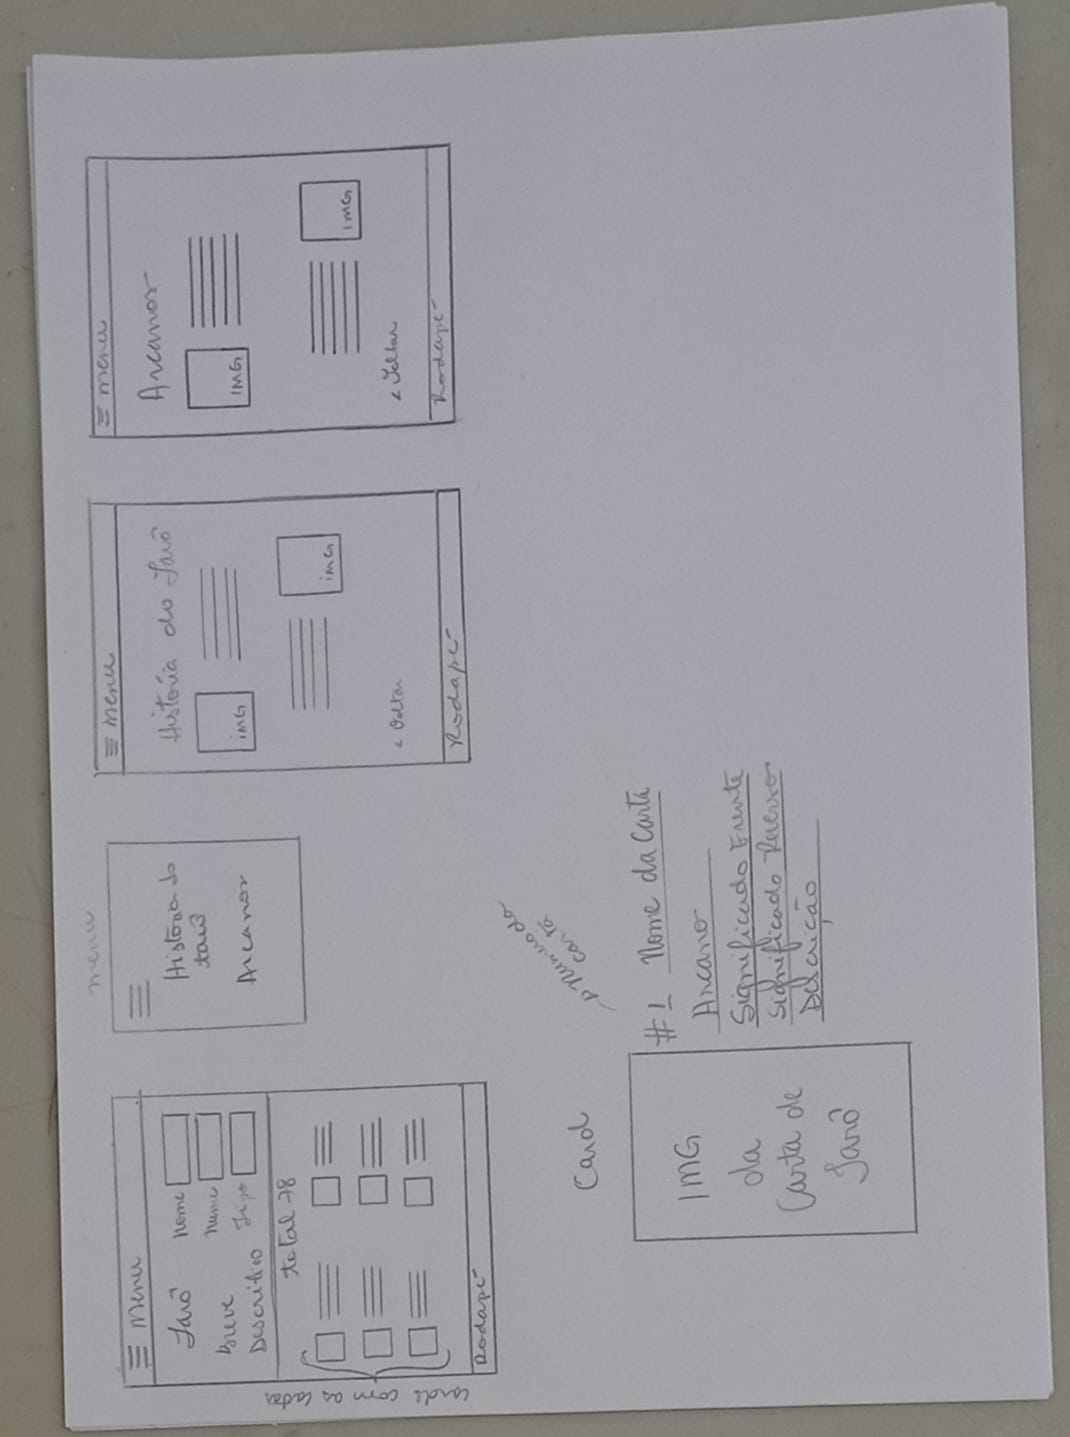 menu
Menu
Tarô
Nome
Breve
Nume
Descritivo
Tipo
total 78
cards com as cartas
Rodapé
História do
tarô
Arcanos
menu
História do Tarô
IMG
IMG
< Voltar
Rodapé
menu
Arcanos
IMG
IMG
< Voltar
Rodapé
Card
Numero da
carta
IMG
da
Carta de
Tarô
#1 Nome da Carta
Arcano
Significado Frente
Significado Reverso
Descrição